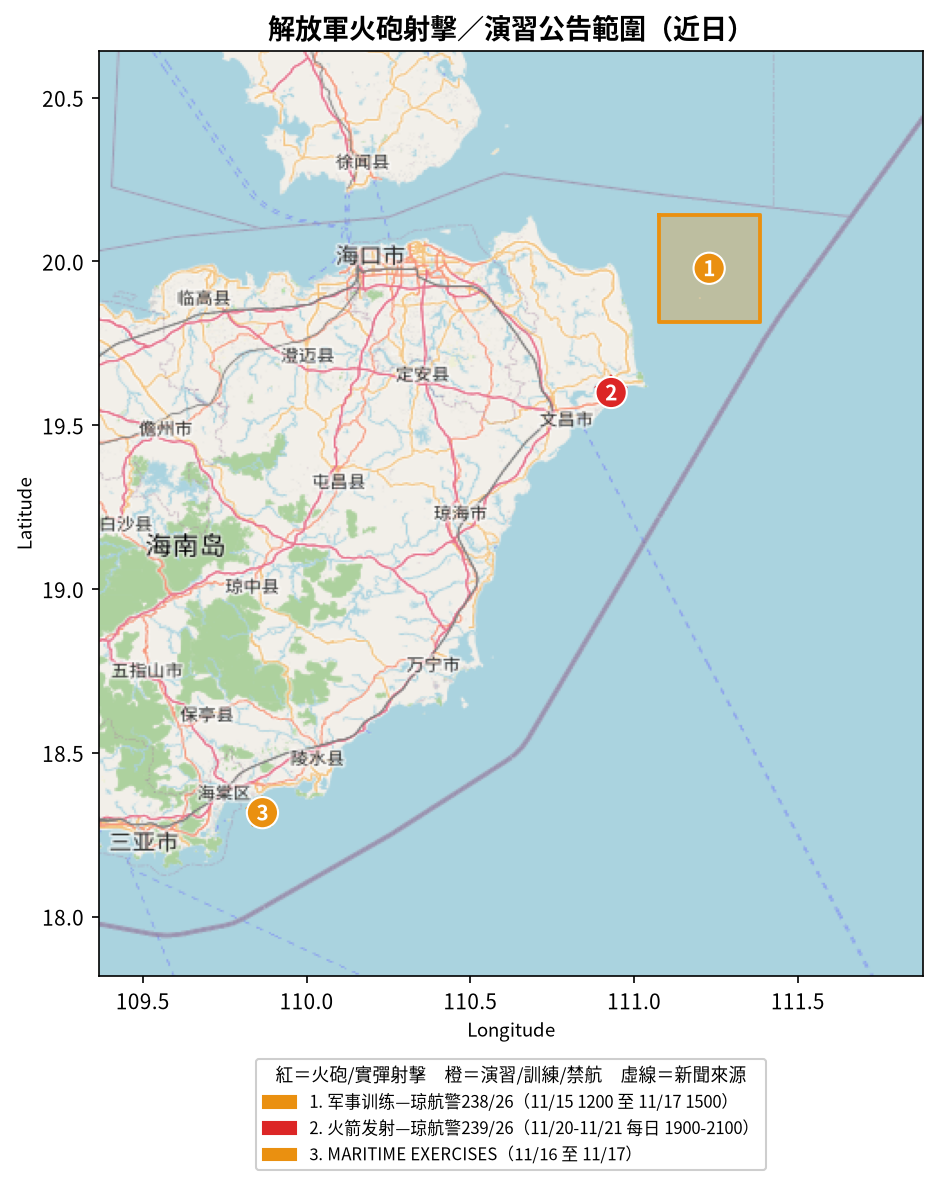 解放軍火砲射擊／演習公告範圍（近日）
20.5
徐闻县
20.0
海口市
1
临高县
澄迈县
定安县
2
19.5
文昌市
儋州市
屯昌县
琼海市
白沙县
海南岛
19.0
琼中县
五指山市
万宁市
保亭县
18.5
陵水县
海棠区
3
三亚市
18.0
Latitude
109.5 110.0 110.5 111.0 111.5
Longitude
紅＝火砲/實彈射擊 橙＝演習/訓練/禁航 虛線＝新聞來源
1. 军事训练—琼航警238/26（11/15 1200 至 11/17 1500）
2. 火箭发射—琼航警239/26（11/20-11/21 每日 1900-2100）
3. MARITIME EXERCISES（11/16 至 11/17）